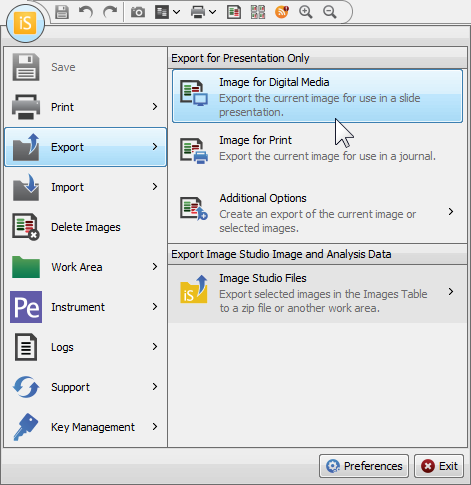 iS
Save
Print
Export
Import
Delete Images
Work Area
Pe
Instrument
Logs
Support
Key Management
Export for Presentation Only
Image for Digital Media
Export the current image for use in a slide
presentation.
Image for Print
Export the current image for use in a journal.
Additional Options
Create an export of the current image or
selected images.
Export Image Studio Image and Analysis Data
iS
Image Studio Files
Export selected images in the Images Table
to a zip file or another work area.
Preferences
Exit